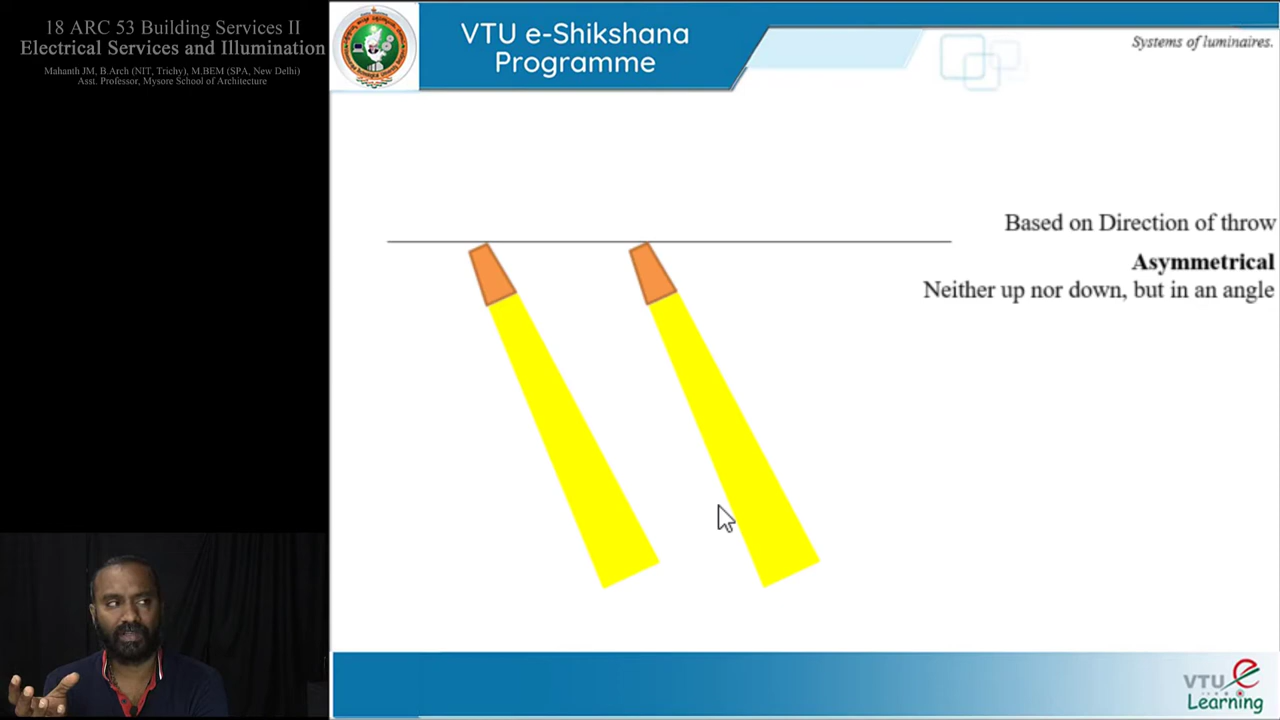 18 ARC 53 Building Services II
Electrical Services and Illumination
Mahanth JM, B.Arch (NIT, Trichy), M.BEM (SPA, New Delhi)
Asst. Professor, Mysore School of Architecture
VTU e-Shikshana
Programme
Systems of luminaires.
Based on Direction of throw
Asymmetrical
Neither up nor down, but in an angle
VTU e
Learning